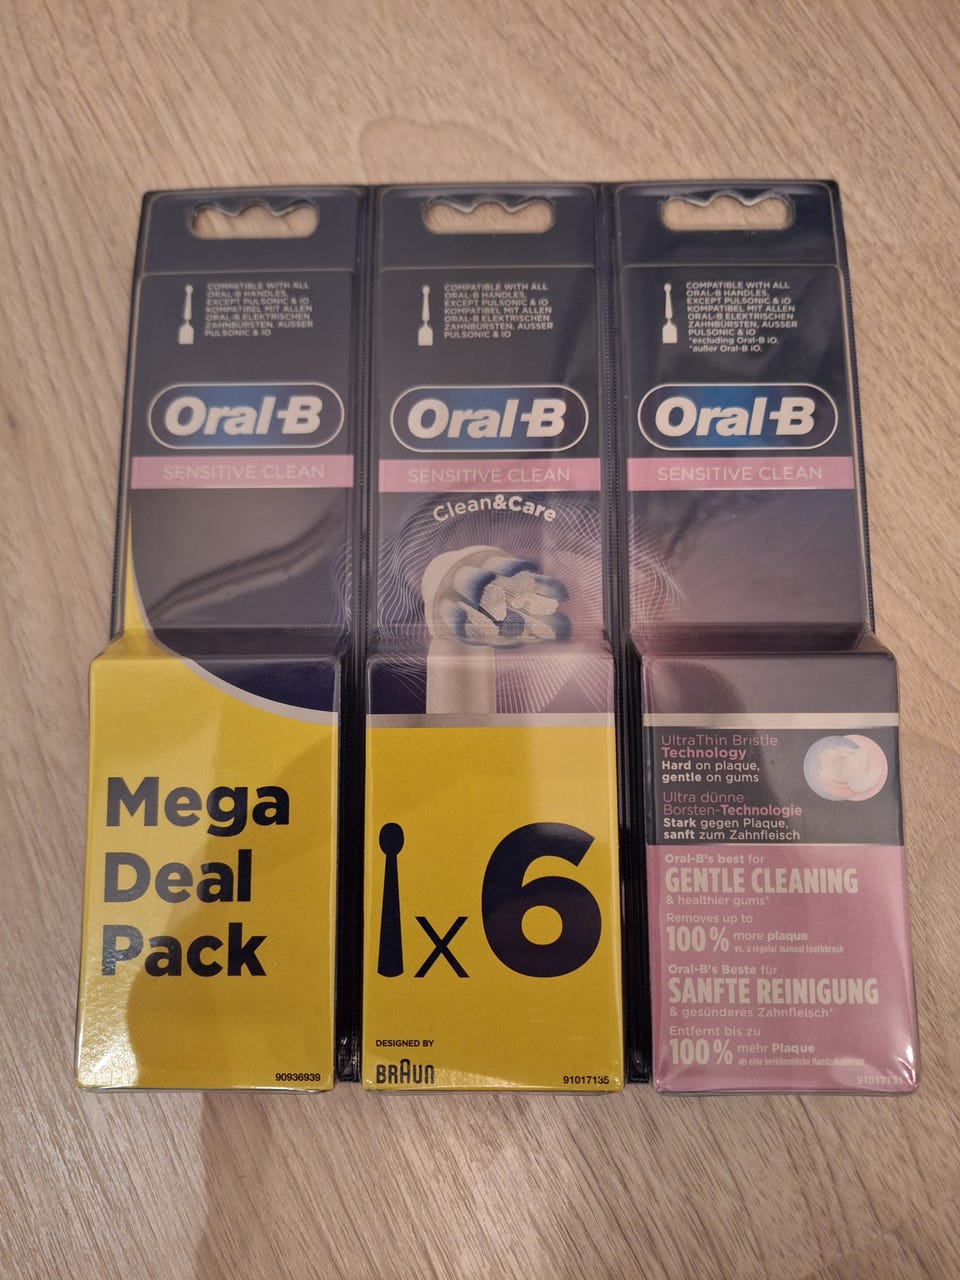 COMPATIBLE WITH ALL
ORAL-B HANDLES,
EXCEPT PULSONIC & iO
KOMPATIBEL MIT ALLEN
ORAL-B ELEKTRISCHEN
ZAHNBÜRSTEN, AUSSER
PULSONIC & iO
Oral-B
SENSITIVE CLEAN
Mega
Deal
Pack
90936939
COMPATIBLE WITH ALL
ORAL-B HANDLES,
EXCEPT PULSONIC & iO
KOMPATIBEL MIT ALLEN
ORAL-B ELEKTRISCHEN
ZAHNBÜRSTEN, AUSSER
PULSONIC & iO
Oral-B
SENSITIVE CLEAN
Clean&Care
x6
DESIGNED BY
BRAUN
91017135
COMPATIBLE WITH ALL
ORAL-B HANDLES,
EXCEPT PULSONIC & iO
KOMPATIBEL MIT ALLEN
ORAL-B ELEKTRISCHEN
ZAHNBÜRSTEN, AUSSER
PULSONIC & iO
*excluding Oral-B iO.
*außer Oral-B iO.
Oral-B
SENSITIVE CLEAN
UltraThin Bristle
Technology
Hard on plaque,
gentle on gums
Ultra dünne
Borsten-Technologie
Stark gegen Plaque,
sanft zum Zahnfleisch
Oral-B's best for
GENTLE CLEANING
& healthier gums*
Removes up to
100% more plaque
vs. a regular manual toothbrush
Oral-B's Beste für
SANFTE REINIGUNG
& gesünderes Zahnfleisch*
Entfernt bis zu
100% mehr Plaque
als eine herkömmliche Handzahnbürste